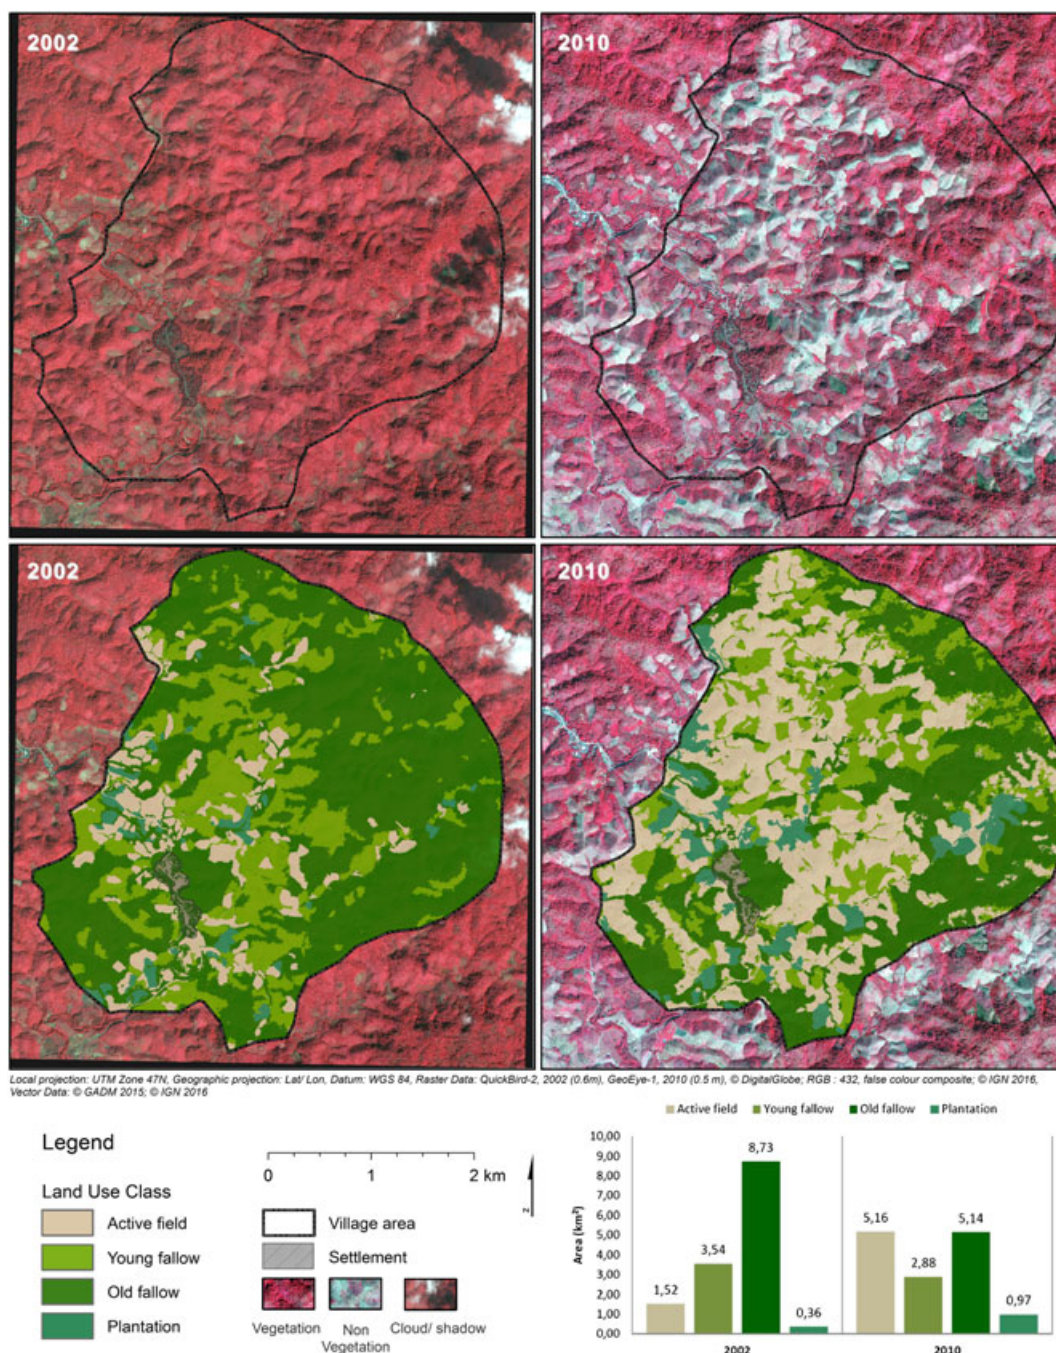 2002
2010
2002
2010
Local projection: UTM Zone 47N, Geographic projection: Lat/ Lon, Datum: WGS 84, Raster Data: QuickBird-2, 2002 (0.6m), GeoEye-1, 2010 (0.5 m), © DigitalGlobe; RGB : 432, false colour composite; © IGN 2016,
Vector Data: © GADM 2015; © IGN 2016
Legend
Land Use Class
Active field
Young fallow
Old fallow
Plantation
0 1 2 km
z
Village area
Settlement
Vegetation
Non
Vegetation
Cloud/ shadow
Active field Young fallow Old fallow Plantation
Area (km²)
10,00
9,00
8,00
7,00
6,00
5,00
4,00
3,00
2,00
1,00
0,00
1,52
3,54
8,73
0,36
5,16
2,88
5,14
0,97
2002
2010